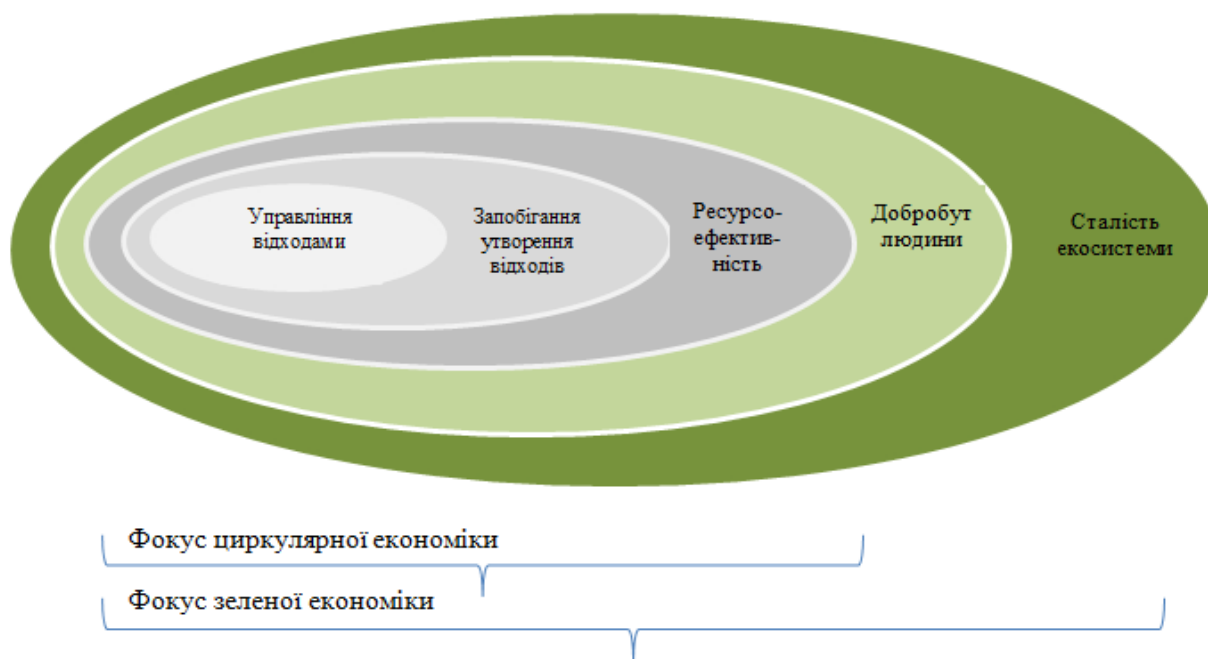 Управління
відходами
Запобігання
утворення
відходів
Ресурсо-
ефектив-
ність
Добробут
людини
Сталість
екосистеми
Фокус циркулярної економіки
Фокус зеленої економіки